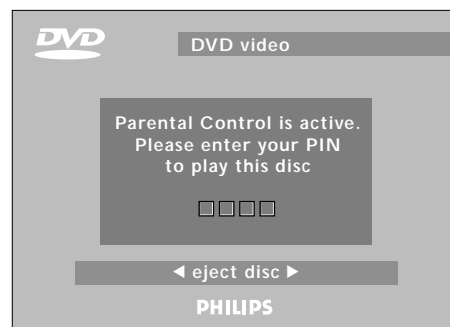 DVD
DVD video
Parental Control is active.
Please enter your PIN
to play this disc
◄ eject disc ►
PHILIPS